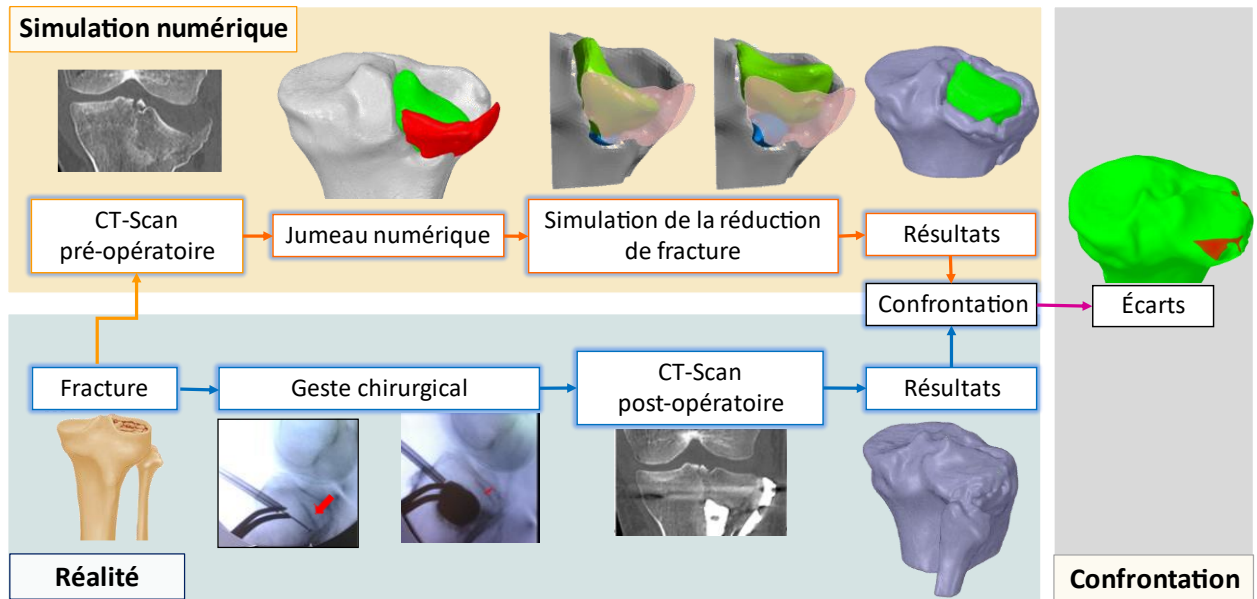 Simulation numérique
CT-Scan
pré-opératoire
Jumeau numérique
Simulation de la réduction
de fracture
Résultats
Confrontation
Écarts
Fracture
Geste chirurgical
CT-Scan
post-opératoire
Résultats
Réalité
Confrontation